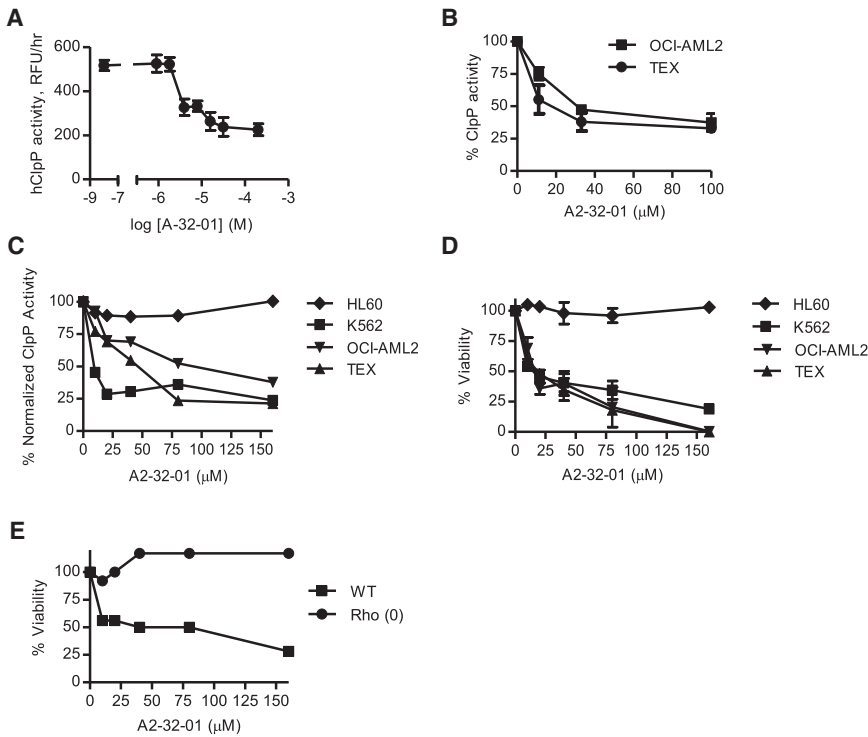 A
hClpP activity, RFU/hr
600
400
200
0
-9 -7 -6 -5 -4 -3
log [A-32-01] (M)
B
% ClpP activity
100
75
50
25
0
0 20 40 60 80 100
A2-32-01 (μM)
OCI-AML2
TEX
C
% Normalized ClpP Activity
100
75
50
25
0
0 25 50 75 100 125 150
A2-32-01 (μM)
HL60
K562
OCI-AML2
TEX
D
% Viability
100
75
50
25
0
0 25 50 75 100 125 150
A2-32-01 (μM)
HL60
K562
OCI-AML2
TEX
E
% Viability
100
75
50
25
0
0 25 50 75 100 125 150
A2-32-01 (μM)
WT
Rho (0)